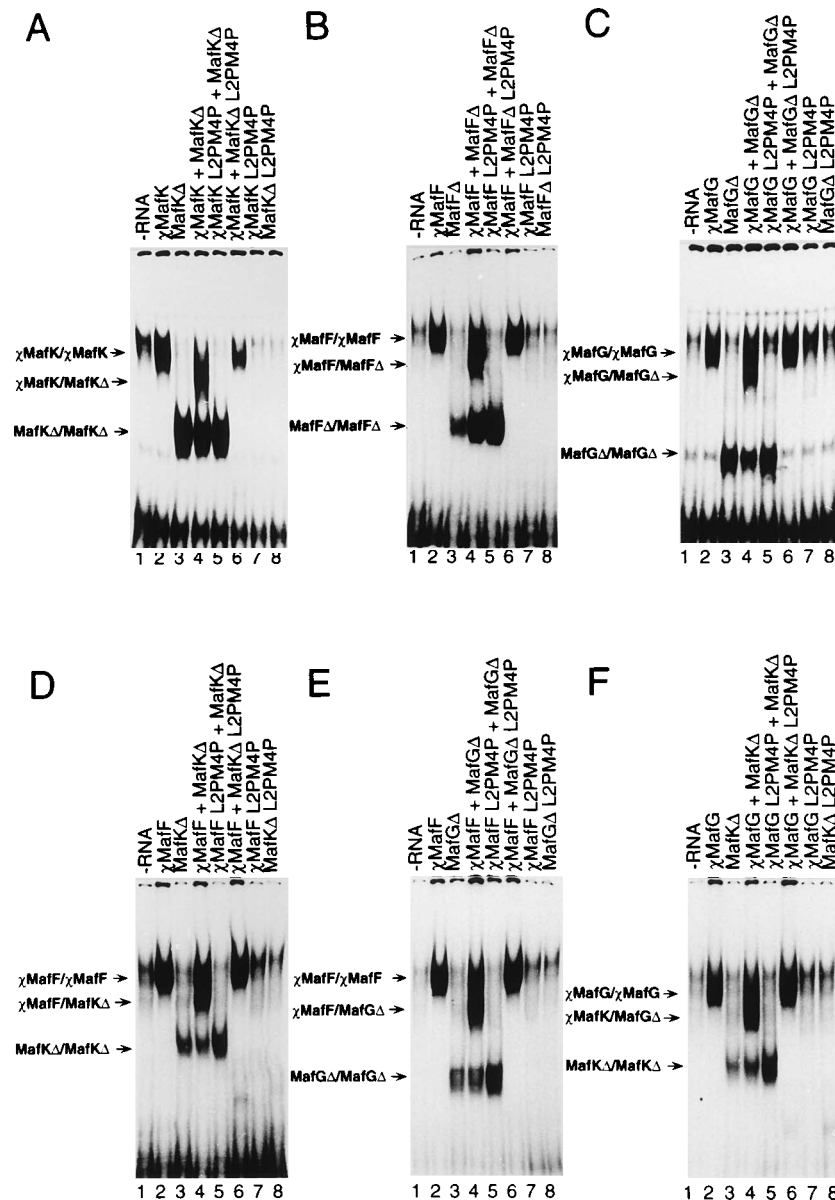 A
-RNA
χMafK
MafKΔ
χMafK + MafKΔ
χMafK L2PM4P + MafKΔ
χMafK + MafKΔ L2PM4P
χMafK L2PM4P
MafKΔ L2PM4P
χMafK/χMafK
χMafK/MafKΔ
MafKΔ/MafKΔ
1 2 3 4 5 6 7 8
B
-RNA
χMafF
MafFΔ
χMafF + MafFΔ
χMafF L2PM4P + MafFΔ
χMafF + MafFΔ L2PM4P
χMafF L2PM4P
MafFΔ L2PM4P
χMafF/χMafF
χMafF/MafFΔ
MafFΔ/MafFΔ
1 2 3 4 5 6 7 8
C
-RNA
χMafG
MafGΔ
χMafG + MafGΔ
χMafG L2PM4P + MafGΔ
χMafG + MafGΔ L2PM4P
χMafG L2PM4P
MafGΔ L2PM4P
χMafG/χMafG
χMafG/MafGΔ
MafGΔ/MafGΔ
1 2 3 4 5 6 7 8
D
-RNA
χMafF
MafKΔ
χMafF + MafKΔ
χMafF L2PM4P + MafKΔ
χMafF + MafKΔ L2PM4P
χMafF L2PM4P
MafKΔ L2PM4P
χMafF/χMafF
χMafF/MafKΔ
MafKΔ/MafKΔ
1 2 3 4 5 6 7 8
E
-RNA
χMafF
MafGΔ
χMafF + MafGΔ
χMafF L2PM4P + MafGΔ
χMafF + MafGΔ L2PM4P
χMafF L2PM4P
MafGΔ L2PM4P
χMafF/χMafF
χMafF/MafGΔ
MafGΔ/MafGΔ
1 2 3 4 5 6 7 8
F
-RNA
χMafG
MafKΔ
χMafG + MafKΔ
χMafG L2PM4P + MafKΔ
χMafG + MafKΔ L2PM4P
χMafG L2PM4P
MafKΔ L2PM4P
χMafG/χMafG
χMafK/MafGΔ
MafKΔ/MafKΔ
1 2 3 4 5 6 7 8